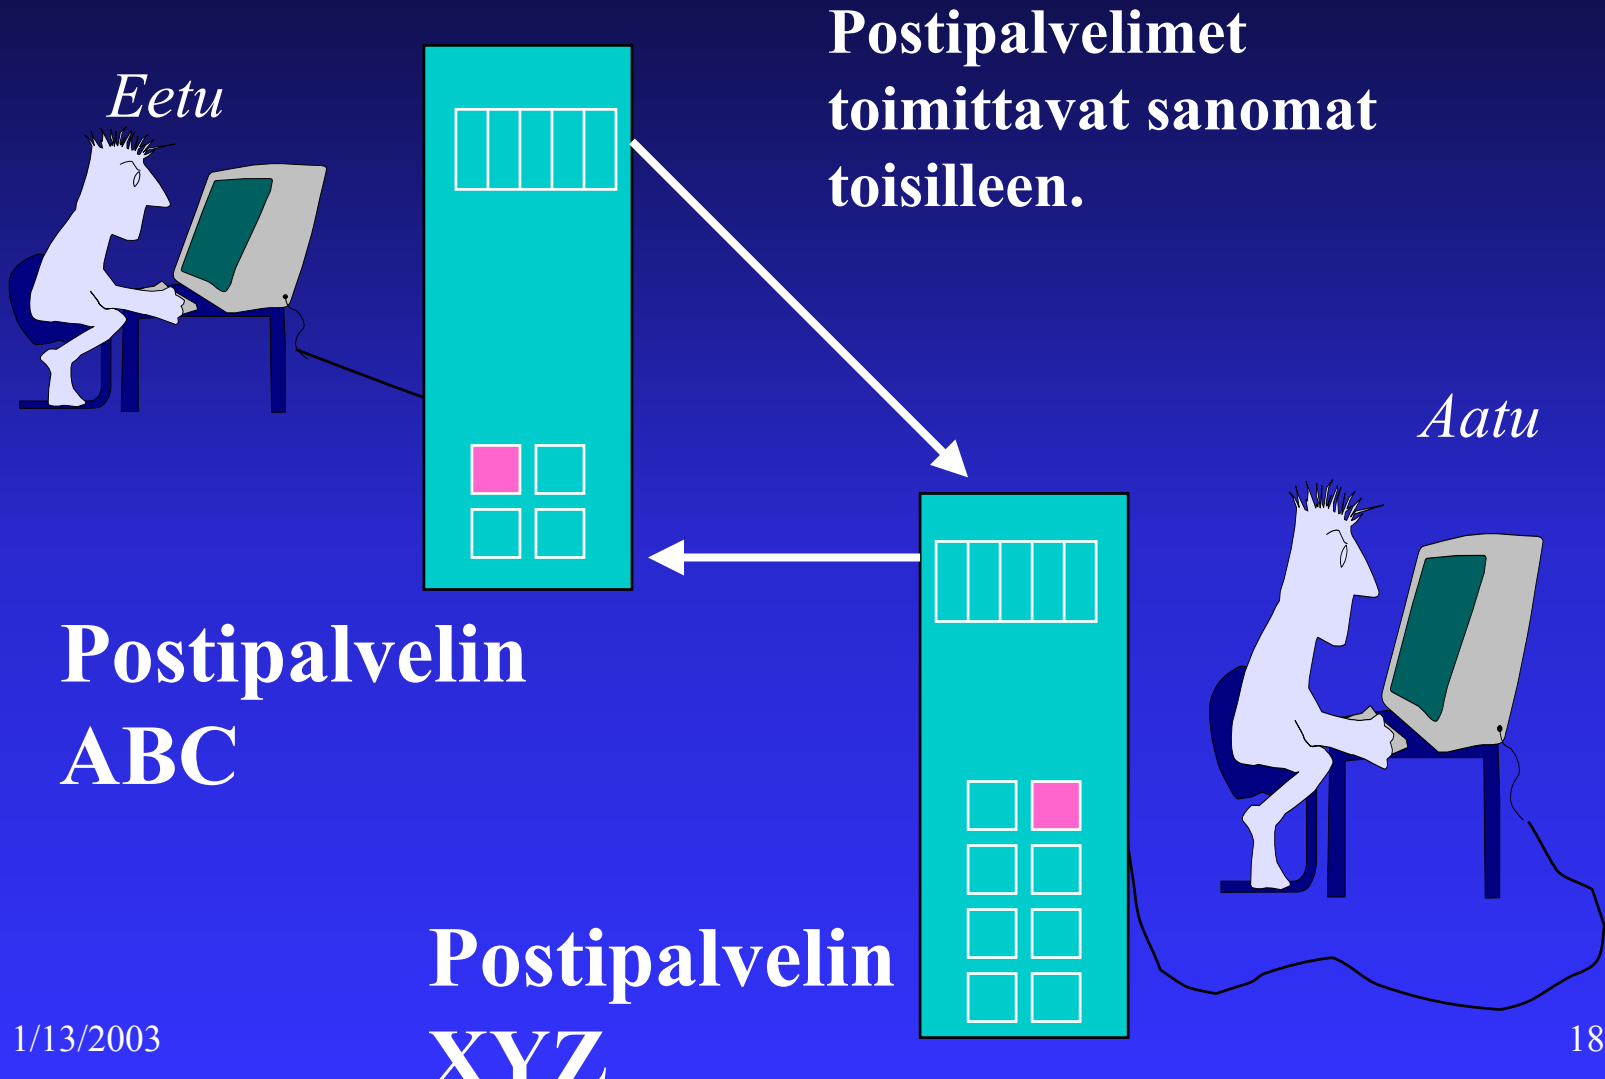 Postipalvelimet
toimittavat sanomat
toisilleen.
Eetu
Aatu
Postipalvelin
ABC
Postipalvelin
XYZ
1/13/2003
18